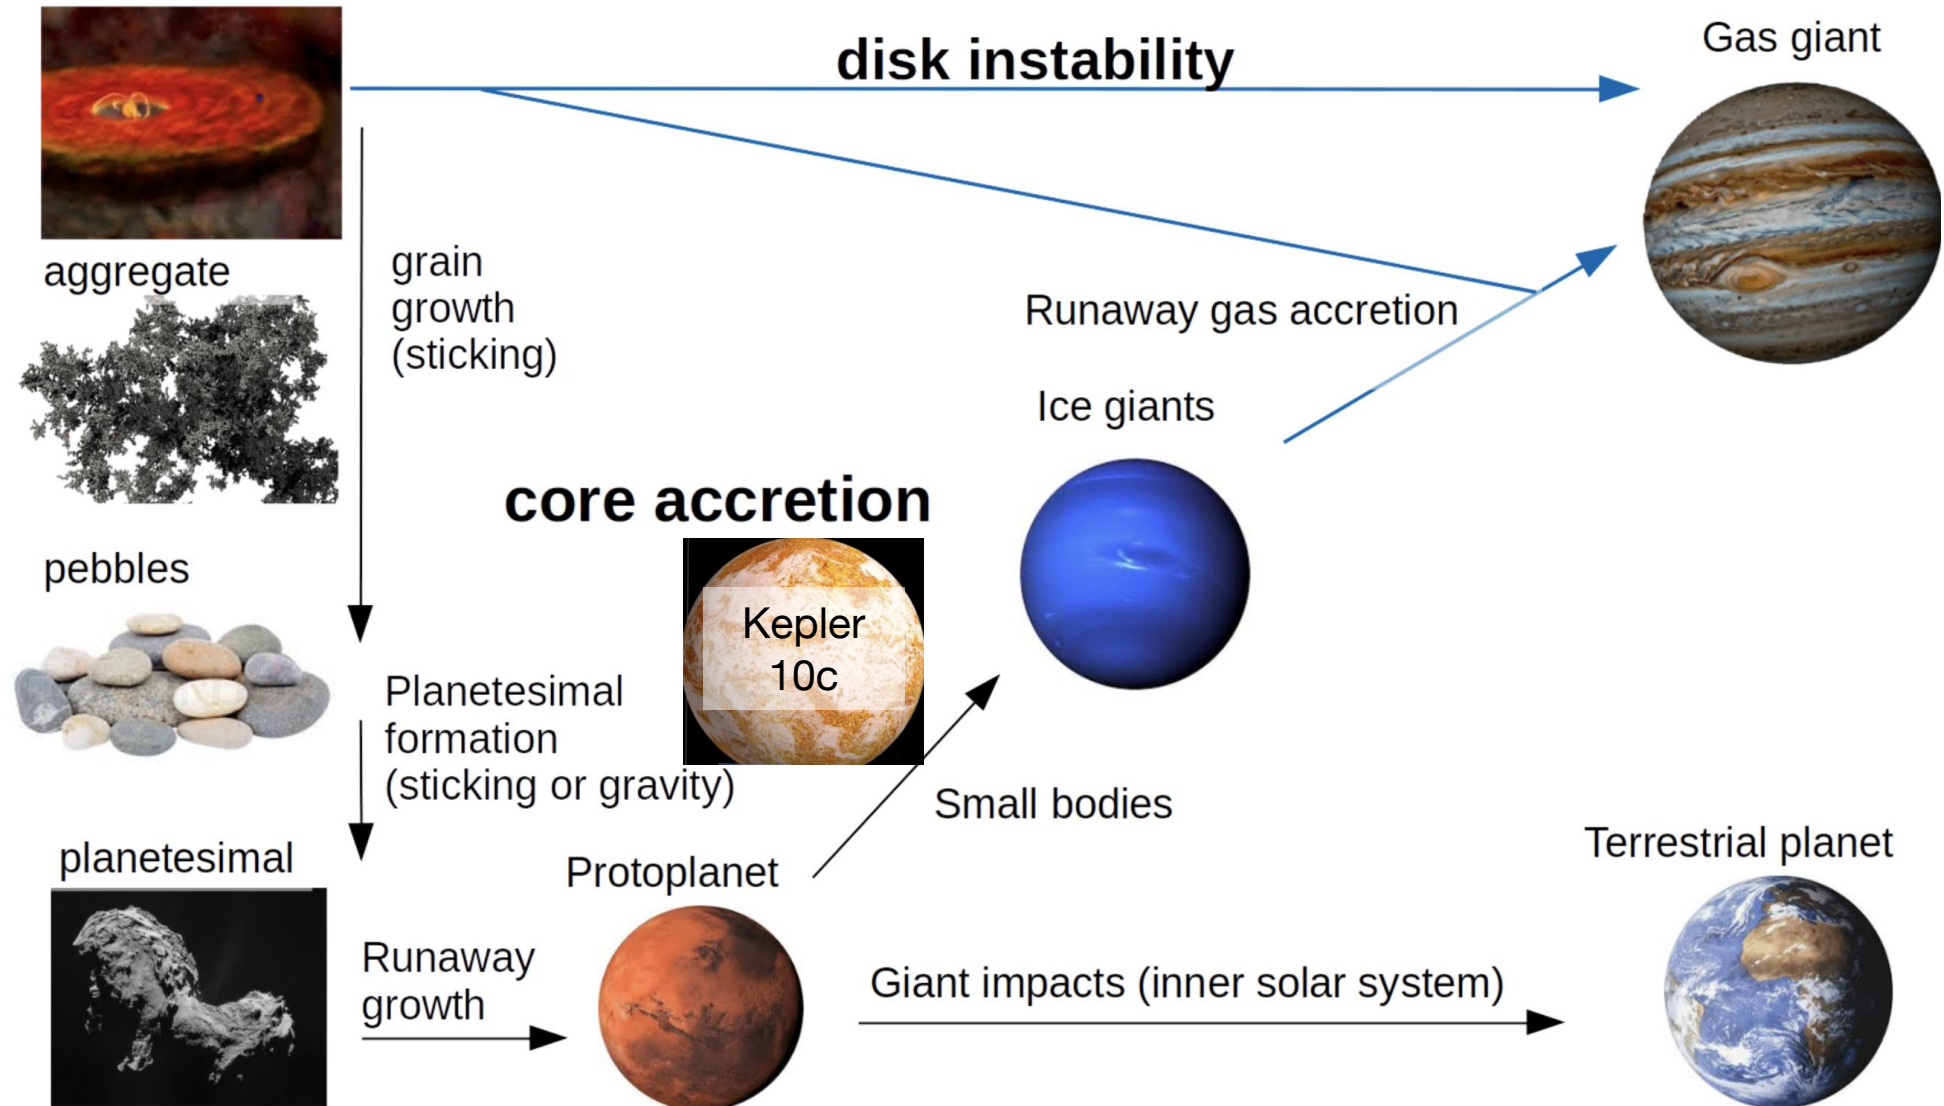 disk instability
Gas giant
aggregate
grain
growth
(sticking)
Runaway gas accretion
Ice giants
core accretion
pebbles
Kepler
10c
Planetesimal
formation
(sticking or gravity)
Small bodies
planetesimal
Protoplanet
Terrestrial planet
Runaway
growth
Giant impacts (inner solar system)